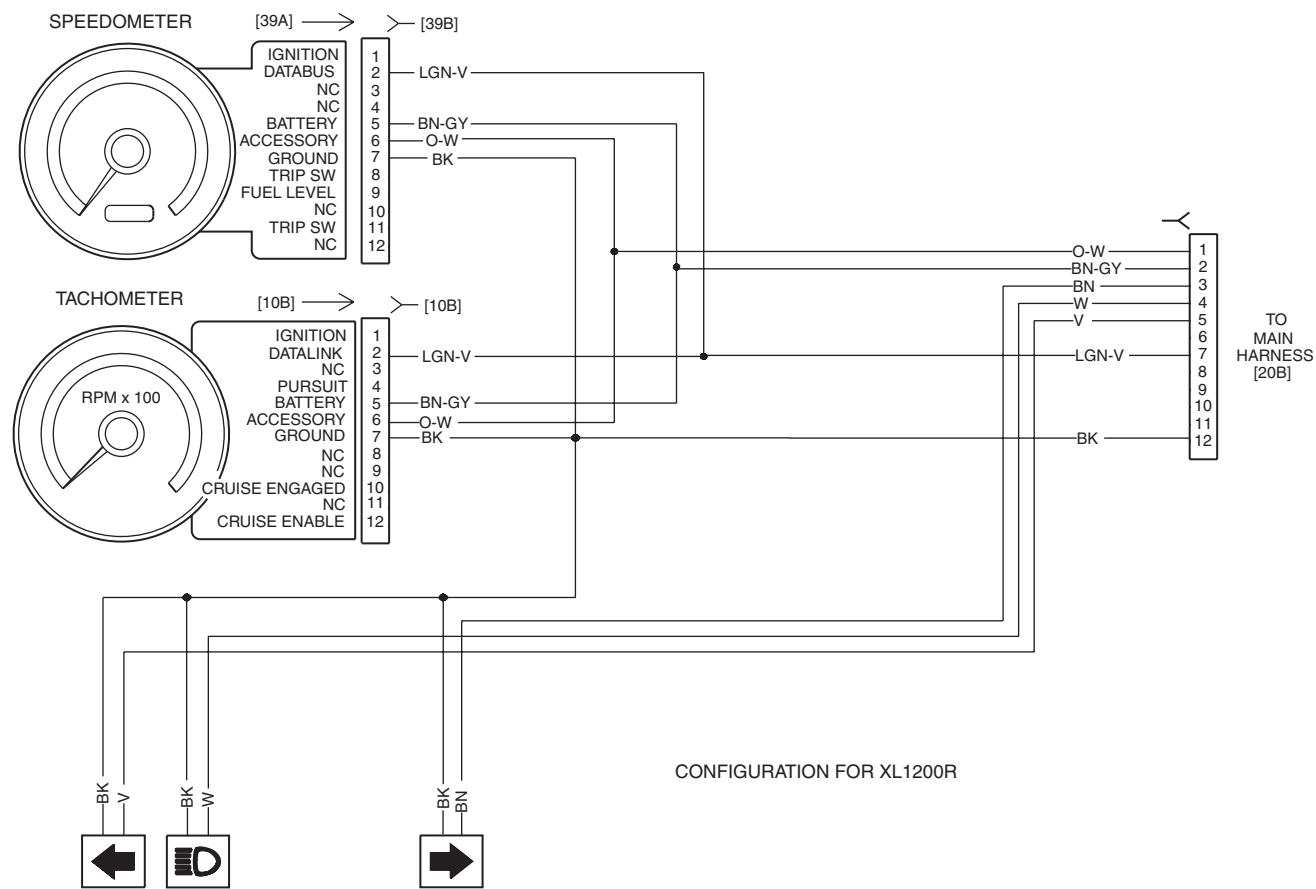 SPEEDOMETER
[39A]
[39B]
IGNITION 1
DATABUS 2 LGN-V
NC 3
NC 4
BATTERY 5 BN-GY
ACCESSORY 6 O-W
GROUND 7 BK
TRIP SW 8
FUEL LEVEL 9
NC 10
TRIP SW 11
NC 12
TACHOMETER
[10B]
[10B]
RPM x 100
IGNITION 1
DATALINK 2 LGN-V
NC 3
PURSUIT 4
BATTERY 5 BN-GY
ACCESSORY 6 O-W
GROUND 7 BK
NC 8
NC 9
CRUISE ENGAGED 10
NC 11
CRUISE ENABLE 12
O-W 1
BN-GY 2
BN 3
W 4
V 5
6
LGN-V 7
8
9
10
11
BK 12
TO
MAIN
HARNESS
[20B]
CONFIGURATION FOR XL1200R
BK
V
BK
W
BK
BN